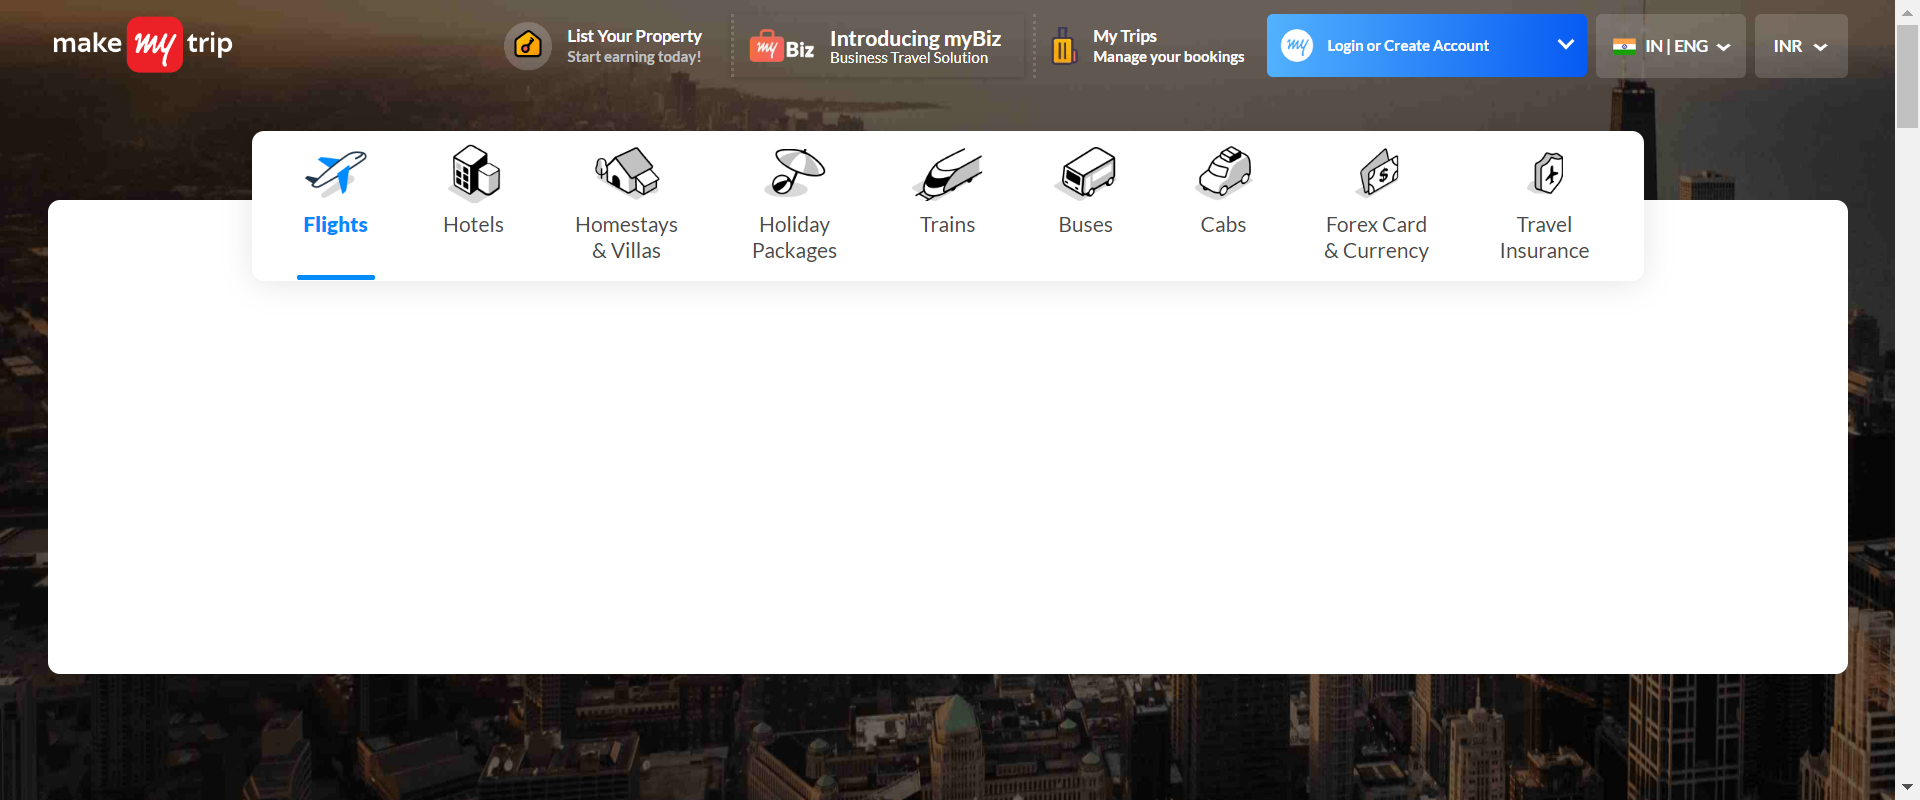 make my trip
List Your Property
Start earning today!
my Biz
Introducing myBiz
Business Travel Solution
My Trips
Manage your bookings
my
Login or Create Account
IN | ENG
INR
Flights
Hotels
Homestays
& Villas
Holiday
Packages
Trains
Buses
Cabs
Forex Card
& Currency
Travel
Insurance